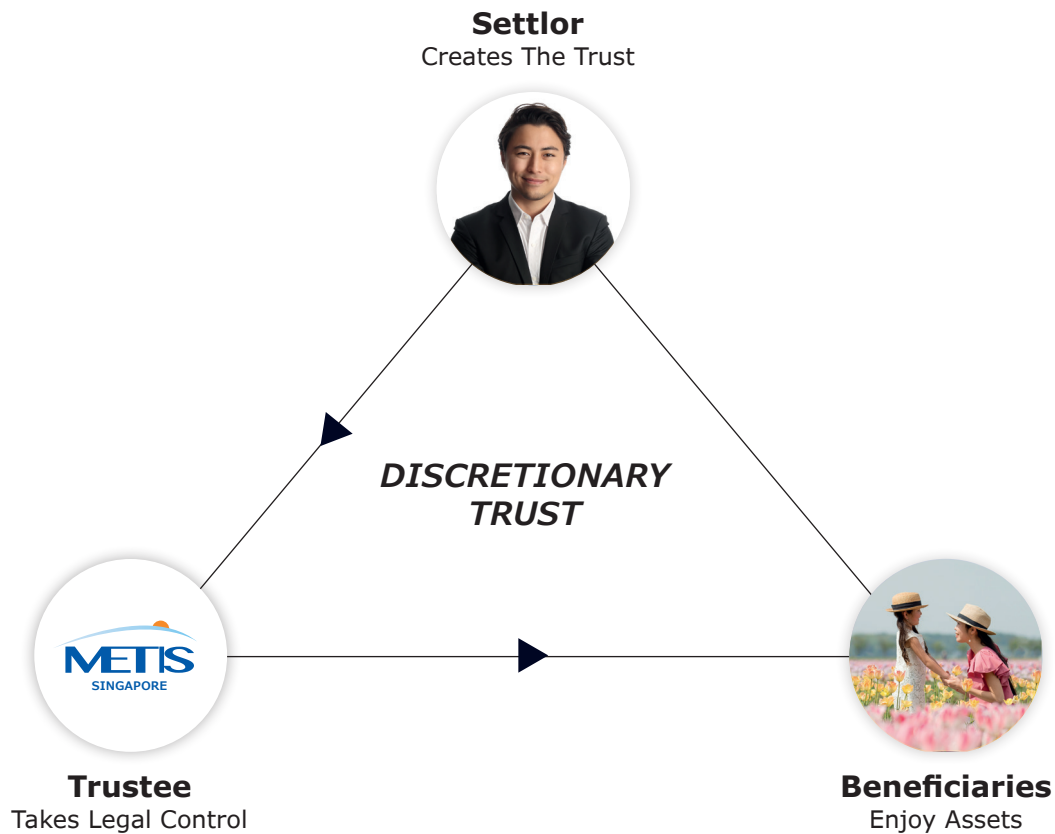 Settlor
Creates The Trust
DISCRETIONARY
TRUST
METIS
SINGAPORE
Trustee
Takes Legal Control
Beneficiaries
Enjoy Assets